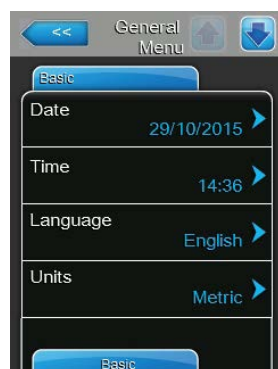 <<
General
Menu
Basic
Date
29/10/2015
Time
14:36
Language
English
Units
Metric
Basic